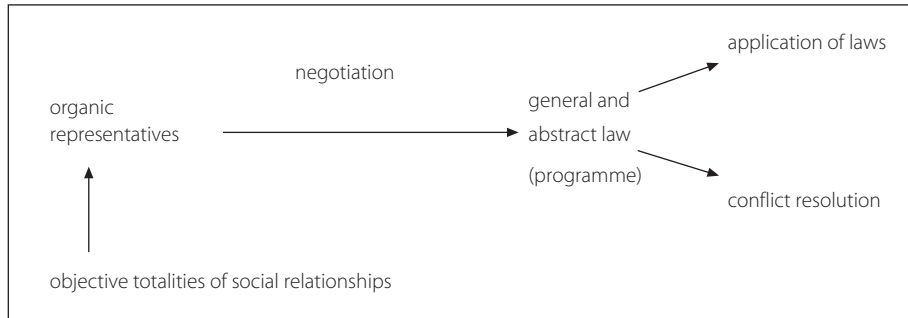 application of laws
negotiation
general and
organic
representatives
abstract law
(programme)
conflict resolution
objective totalities of social relationships